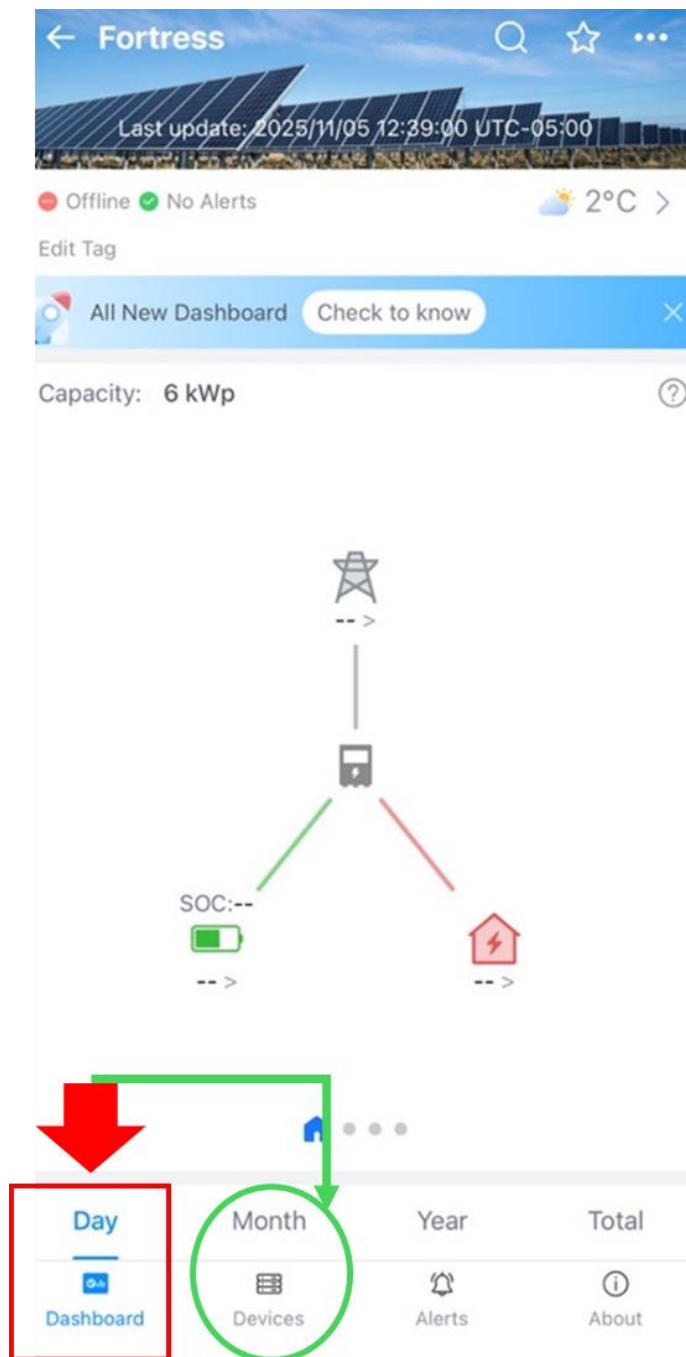 Fortress
Last update: 2025/11/05 12:39:00 UTC-05:00
Offline No Alerts
2°C >
Edit Tag
All New Dashboard Check to know
Capacity: 6 kWp
-- >
SOC:--
-- >
-- >
Day Month Year Total
Dashboard Devices Alerts About